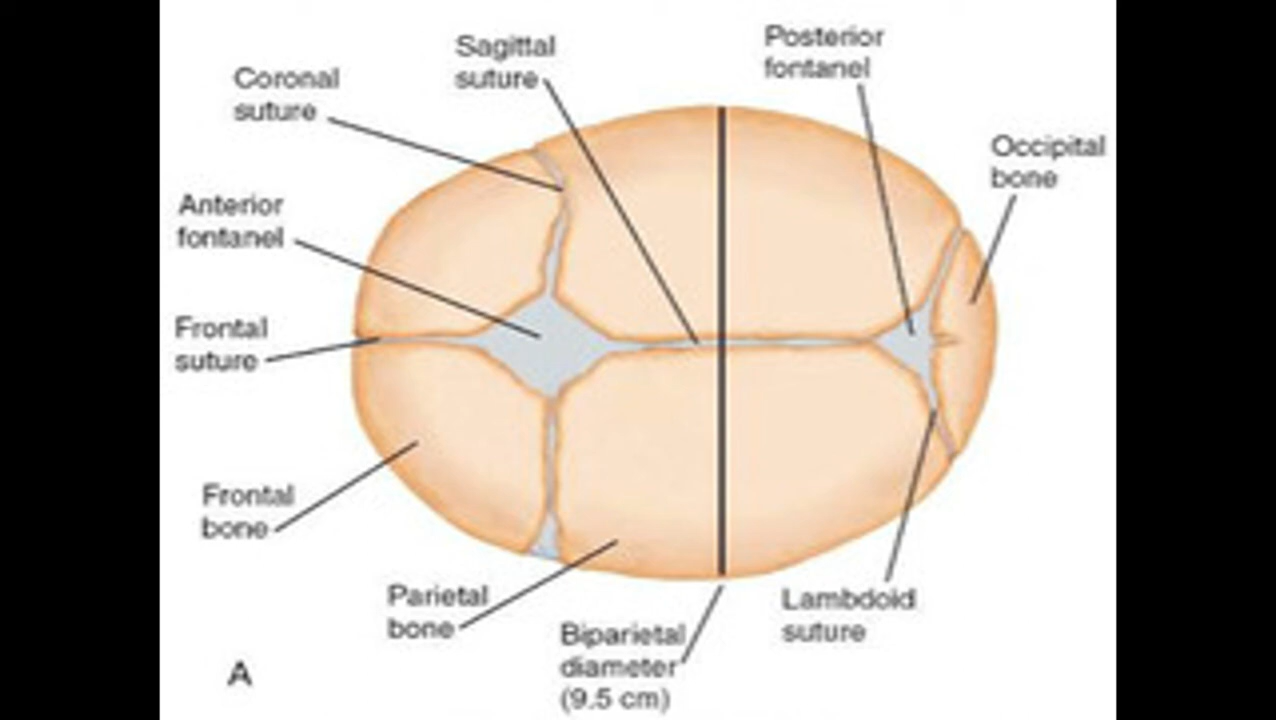 Sagittal
suture
Posterior
fontanel
Coronal
suture
Occipital
bone
Anterior
fontanel
Frontal
suture
Frontal
bone
Parietal
bone
Biparietal
diameter
(9.5 cm)
Lambdoid
suture
A